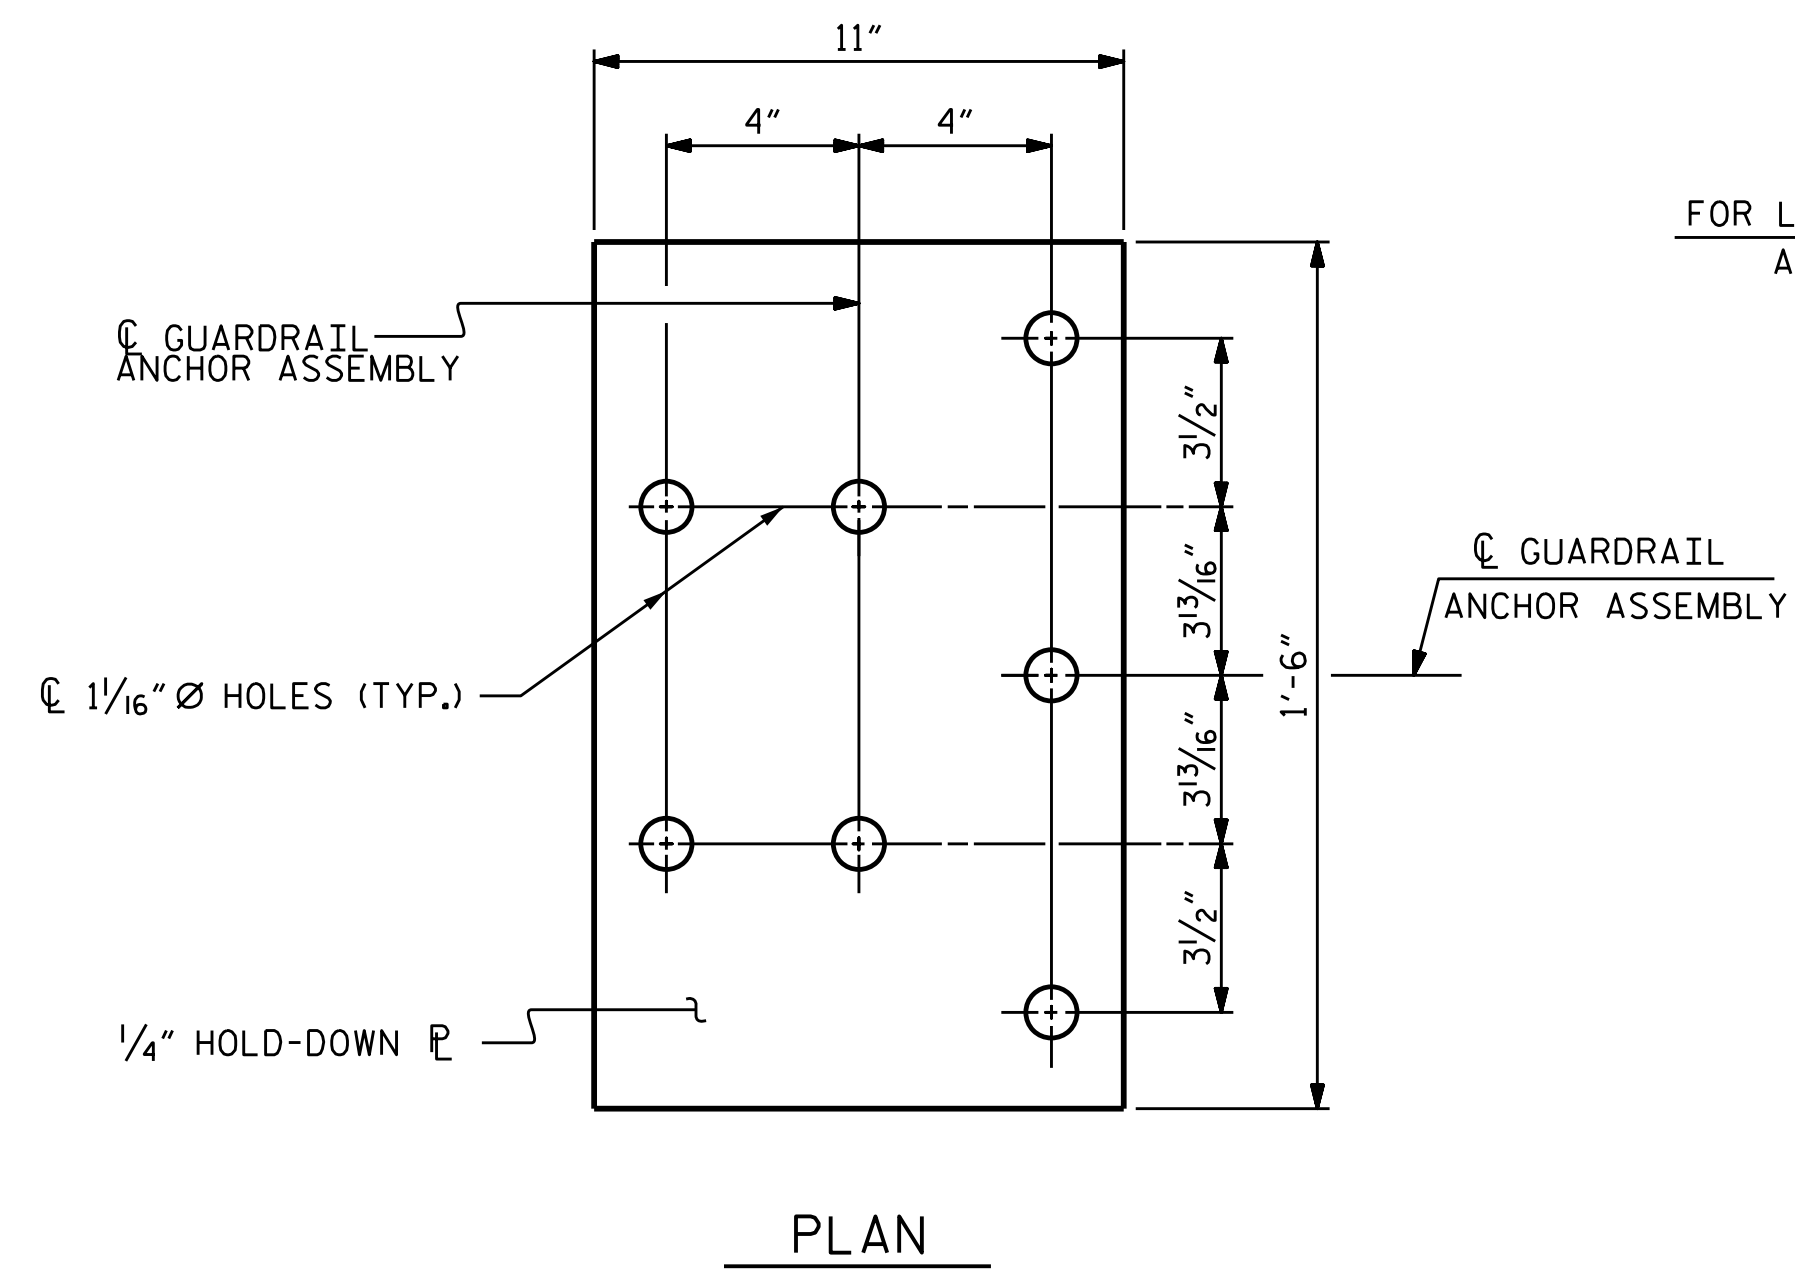 11"
4" 4"
FOR L
A
℄ GUARDRAIL
ANCHOR ASSEMBLY
3 1/2"
3 13/16"
℄ GUARDRAIL
ANCHOR ASSEMBLY
1'-6"
℄ 1 1/16" Ø HOLES (TYP.)
3 13/16"
3 1/2"
1/4" HOLD-DOWN ⅊
PLAN